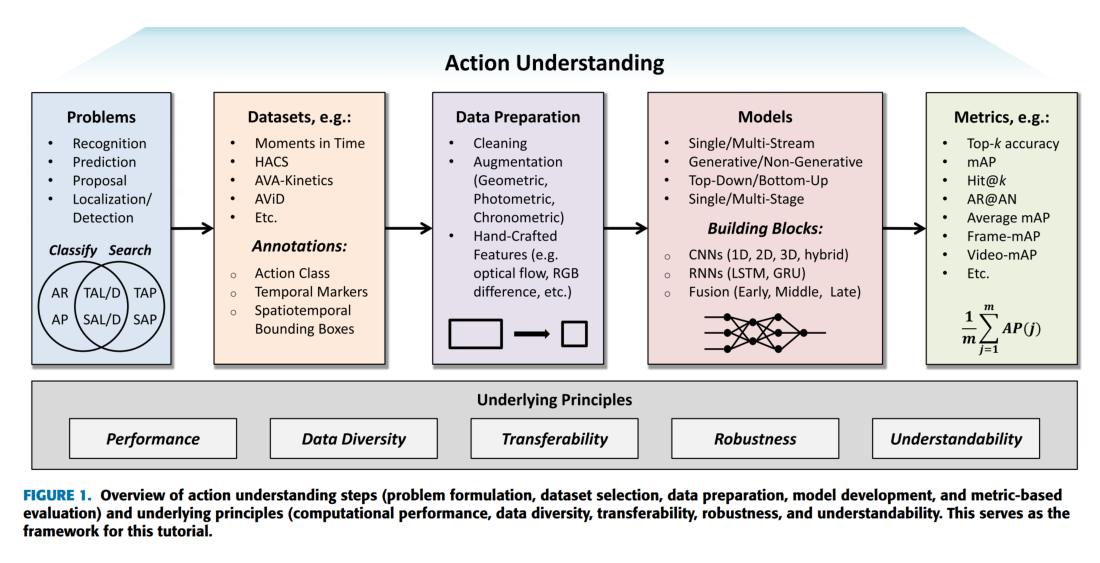 Action Understanding
Problems
• Recognition
• Prediction
• Proposal
• Localization/
Detection
Classify Search
AR TAL/D TAP
AP SAL/D SAP
Datasets, e.g.:
• Moments in Time
• HACS
• AVA-Kinetics
• AViD
• Etc.
Annotations:
o Action Class
o Temporal Markers
o Spatiotemporal
Bounding Boxes
Data Preparation
• Cleaning
• Augmentation
(Geometric,
Photometric,
Chronometric)
• Hand-Crafted
Features (e.g.
optical flow, RGB
difference, etc.)
Models
• Single/Multi-Stream
• Generative/Non-Generative
• Top-Down/Bottom-Up
• Single/Multi-Stage
Building Blocks:
o CNNs (1D, 2D, 3D, hybrid)
o RNNs (LSTM, GRU)
o Fusion (Early, Middle, Late)
Metrics, e.g.:
• Top-k accuracy
• mAP
• Hit@k
• AR@AN
• Average mAP
• Frame-mAP
• Video-mAP
• Etc.
1/m ∑_{j=1}^{m} AP(j)
Underlying Principles
Performance
Data Diversity
Transferability
Robustness
Understandability
FIGURE 1. Overview of action understanding steps (problem formulation, dataset selection, data preparation, model development, and metric-based
evaluation) and underlying principles (computational performance, data diversity, transferability, robustness, and understandability. This serves as the
framework for this tutorial.